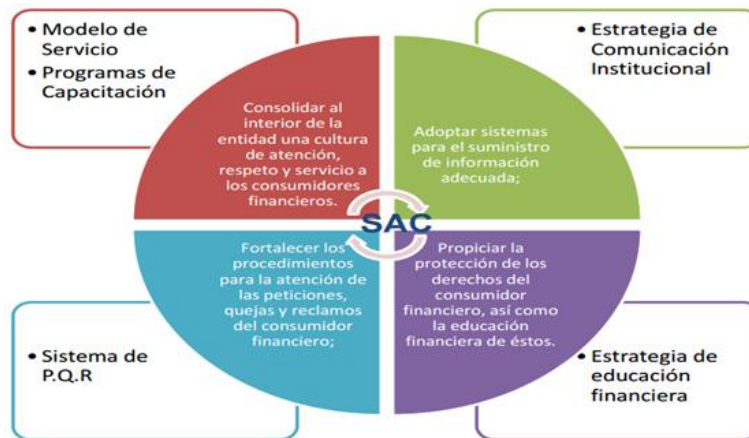 • Modelo de
Servicio
• Programas de
Capacitación
• Estrategia de
Comunicación
Institucional
Consolidar al
interior de la
entidad una cultura
de atención,
respeto y servicio a
los consumidores
financieros.
Adoptar sistemas
para el suministro
de información
adecuada;
SAC
Fortalecer los
procedimientos
para la atención de
las peticiones,
quejas y reclamos
del consumidor
financiero;
Propiciar la
protección de los
derechos del
consumidor
financiero, así como
la educación
financiera de éstos.
• Sistema de
P.Q.R
• Estrategia de
educación
financiera